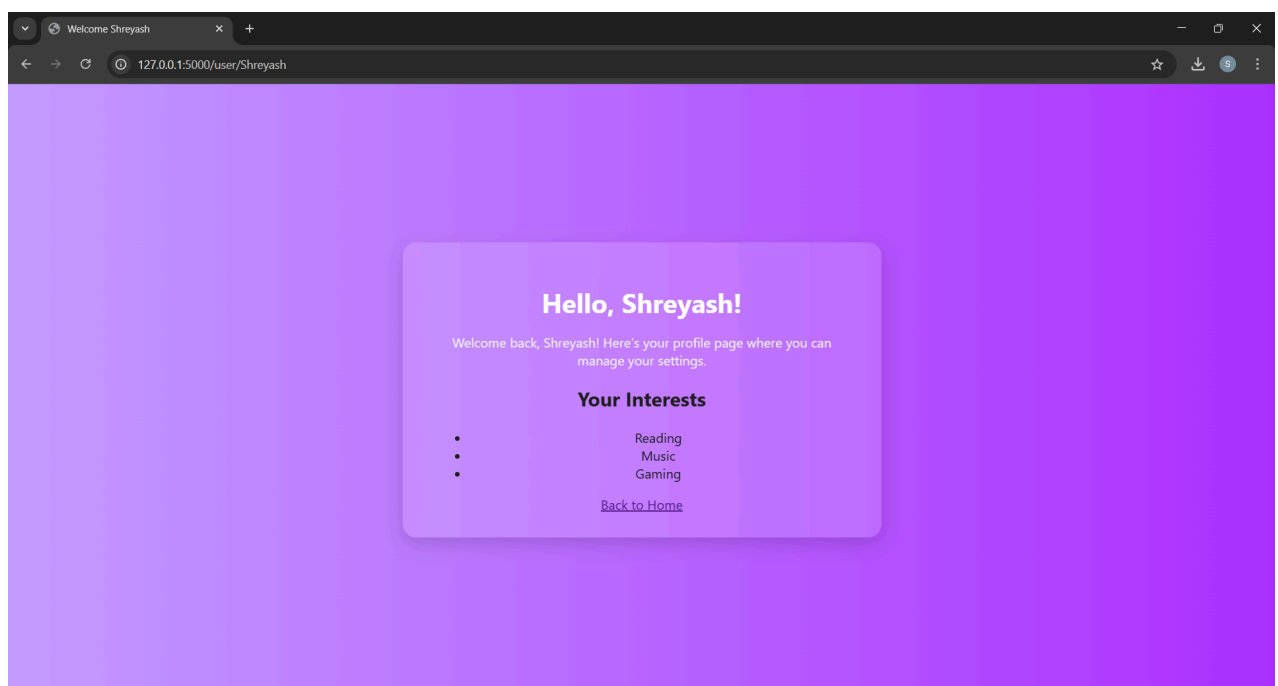 Welcome Shreyash
127.0.0.1:5000/user/Shreyash
S
Hello, Shreyash!
Welcome back, Shreyash! Here's your profile page where you can
manage your settings.
Your Interests
Reading
Music
Gaming
Back to Home